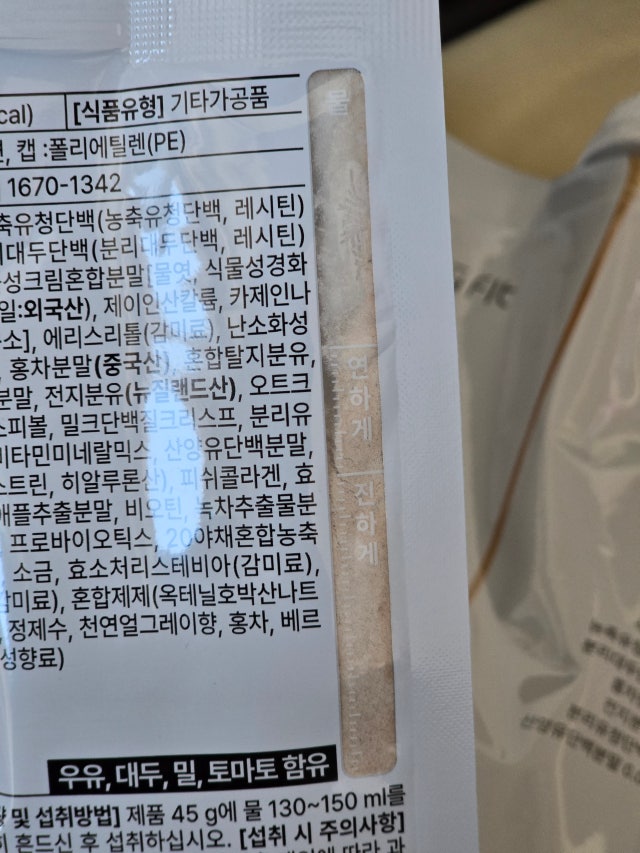 cal) [식품유형] 기타가공품
, 캡 :폴리에틸렌(PE)
1670-1342
축유청단백(농축유청단백, 레시틴)
대두단백(분리대두단백, 레시틴)
성크림혼합분말[물엿, 식물성경화
일:외국산), 제이인산칼륨, 카제인나
소], 에리스리톨(감미료), 난소화성
, 홍차분말(중국산), 혼합탈지분유,
분말, 전지분유(뉴질랜드산), 오트크
스피볼, 밀크단백질크리스프, 분리유
비타민미네랄믹스, 산양유단백분말,
스트린, 히알루론산), 피쉬콜라겐, 효
애플추출분말, 비오틴, 녹차추출물분
프로바이오틱스, 20야채혼합농축
소금, 효소처리스테비아(감미료),
감미료), 혼합제제(옥테닐호박산나트
, 정제수, 천연얼그레이향, 홍차, 베르
성향료)
우유, 대두, 밀, 토마토 함유
량 및 섭취방법] 제품 45 g에 물 130~150 ml를
흔드신 후 섭취하십시오. [섭취 시 주의사항]
물
연하게
진하게
Fit